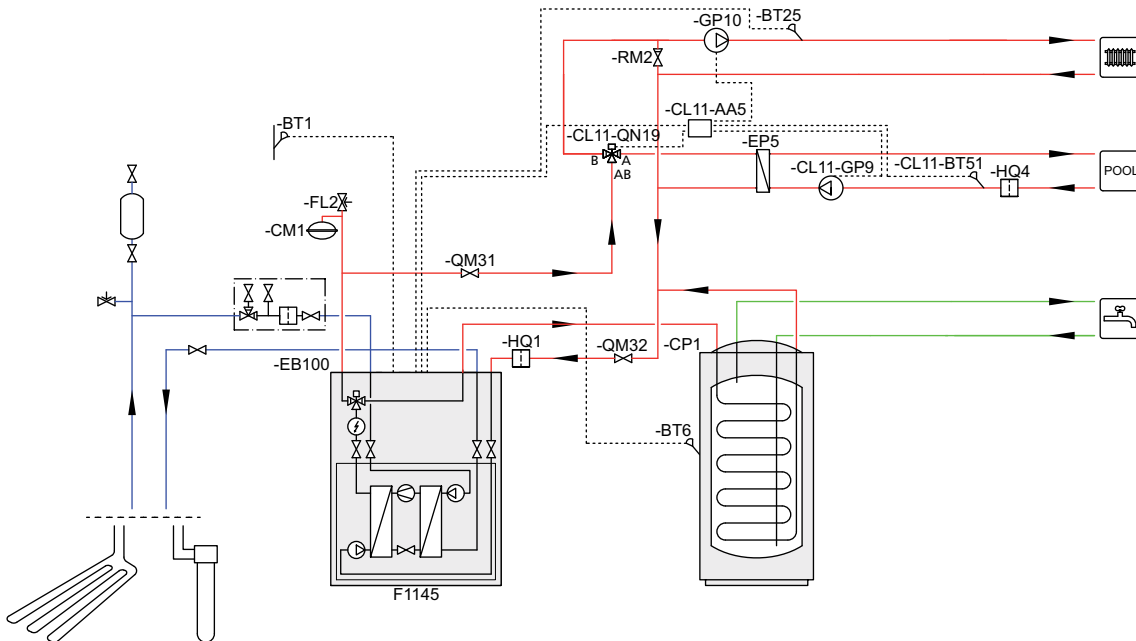 -GP10
-BT25
-RM2
-CL11-AA5
-BT1
-CL11-QN19
-EP5
B
A
AB
-CL11-GP9
-CL11-BT51
-HQ4
POOL
-FL2
-CM1
-QM31
-EB100
-HQ1
-QM32
-CP1
-BT6
F1145